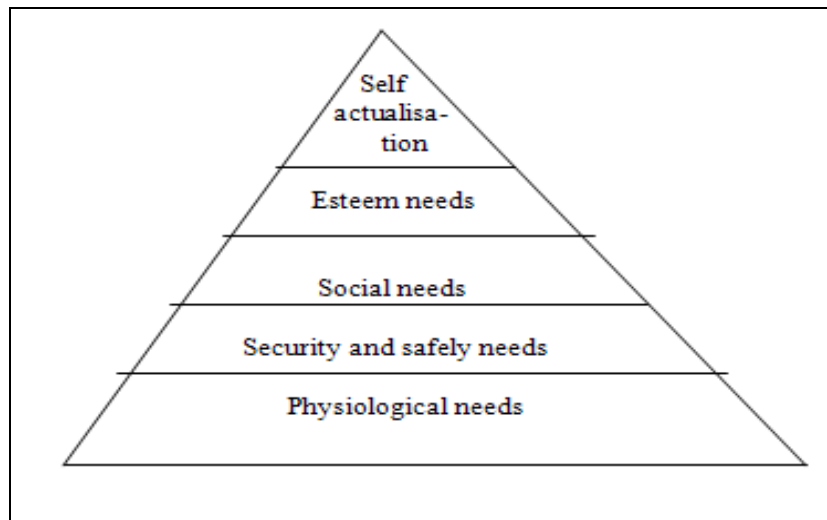 Self
actualisa-
tion
Esteem needs
Social needs
Security and safely needs
Physiological needs